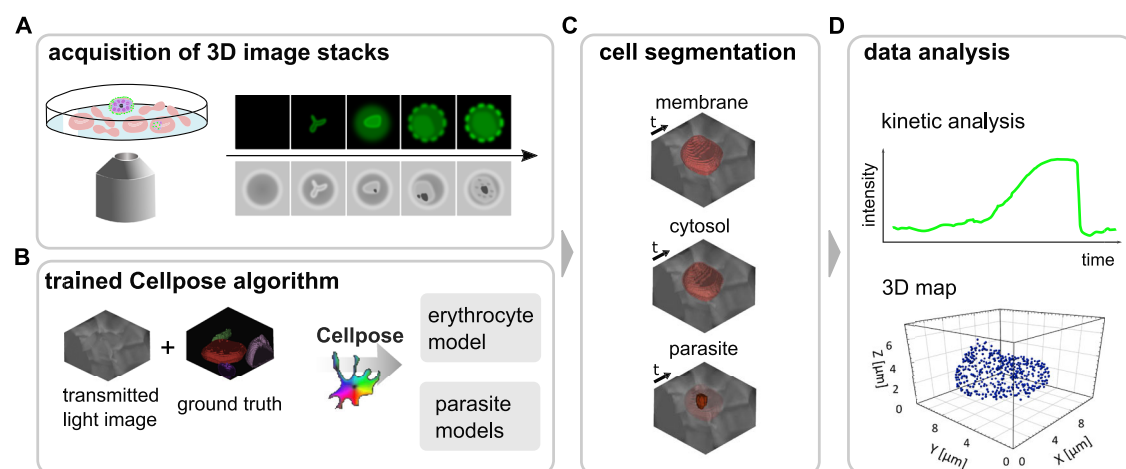 A
acquisition of 3D image stacks
B
trained Cellpose algorithm
+
transmitted
light image
ground truth
Cellpose
erythrocyte
model
parasite
models
C
cell segmentation
membrane
t
cytosol
t
parasite
t
D
data analysis
kinetic analysis
intensity
time
3D map
Z [µm]
6
4
2
0
8
4
0
Y [µm]
0
4
8
X [µm]